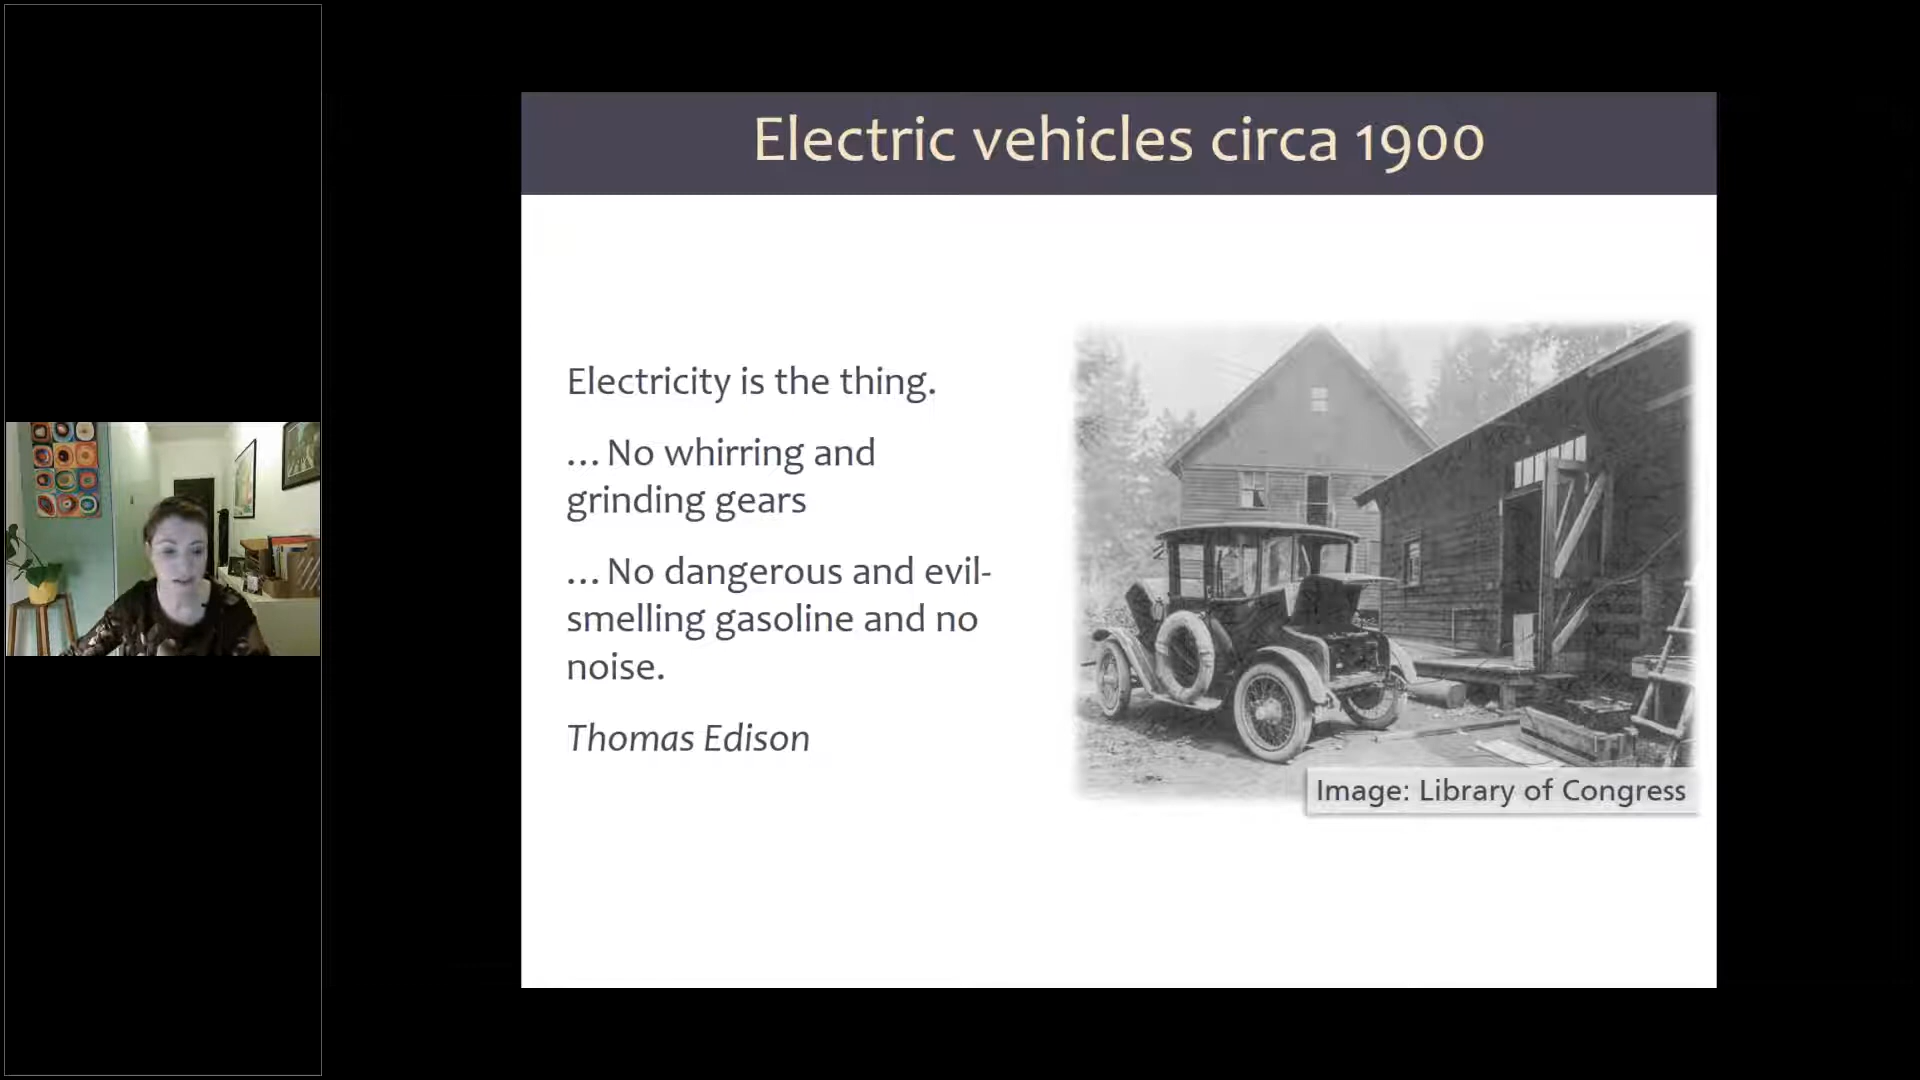 Electric vehicles circa 1900
Electricity is the thing.
… No whirring and
grinding gears
… No dangerous and evil-
smelling gasoline and no
noise.
Thomas Edison
Image: Library of Congress